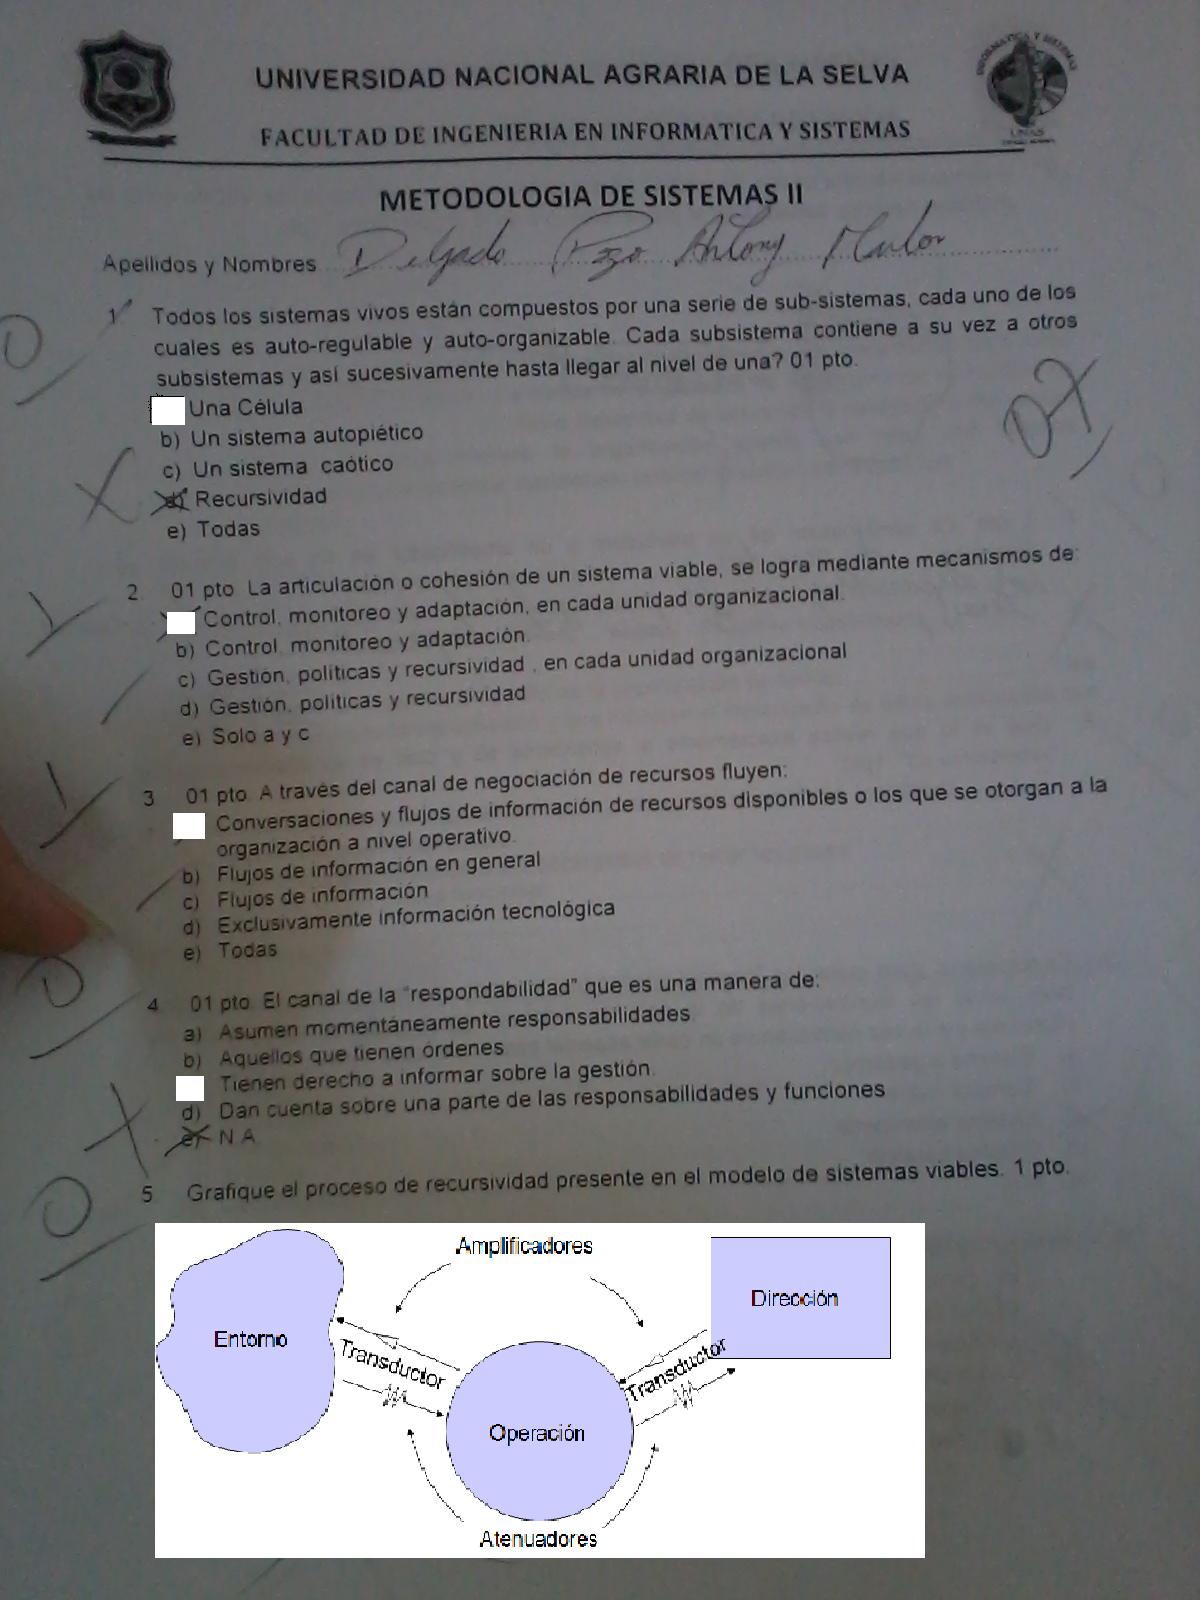 UNIVERSIDAD NACIONAL AGRARIA DE LA SELVA
FACULTAD DE INGENIERIA EN INFORMATICA Y SISTEMAS
METODOLOGIA DE SISTEMAS II
Apellidos y Nombres Delgado Pozo Antony Marlor
0
1 Todos los sistemas vivos están compuestos por una serie de sub-sistemas, cada uno de los
cuales es auto-regulable y auto-organizable. Cada subsistema contiene a su vez a otros
subsistemas y así sucesivamente hasta llegar al nivel de una? 01 pto.
07
Una Célula
b) Un sistema autopiético
c) Un sistema caótico
d) Recursividad
e) Todas
1
2 01 pto La articulación o cohesión de un sistema viable, se logra mediante mecanismos de:
Control, monitoreo y adaptación, en cada unidad organizacional.
b) Control, monitoreo y adaptación.
c) Gestión, políticas y recursividad , en cada unidad organizacional
d) Gestión, políticas y recursividad
e) Solo a y c
1
3 01 pto. A través del canal de negociación de recursos fluyen:
Conversaciones y flujos de información de recursos disponibles o los que se otorgan a la
organización a nivel operativo.
b) Flujos de información en general
c) Flujos de información
d) Exclusivamente información tecnológica
e) Todas
0
4 01 pto. El canal de la "respondabilidad" que es una manera de:
a) Asumen momentáneamente responsabilidades
b) Aquellos que tienen órdenes
Tienen derecho a informar sobre la gestión.
d) Dan cuenta sobre una parte de las responsabilidades y funciones
e) N A
0
5 Grafique el proceso de recursividad presente en el modelo de sistemas viables. 1 pto.
Amplificadores
Dirección
Entorno
Transductor
Transductor
Operación
Atenuadores